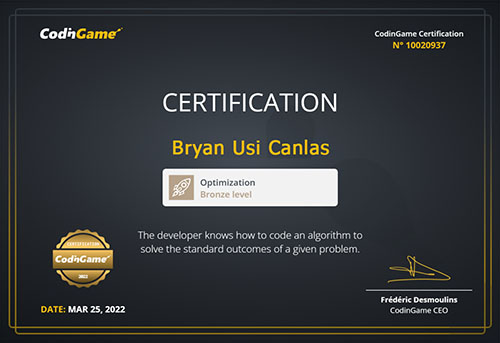 CodinGame
CodinGame Certification
N° 10020937
CERTIFICATION
Bryan Usi Canlas
Optimization
Bronze level
The developer knows how to code an algorithm to
solve the standard outcomes of a given problem.
CERTIFICATION
CodinGame
2022
DATE: MAR 25, 2022
Frédéric Desmoulins
CodinGame CEO